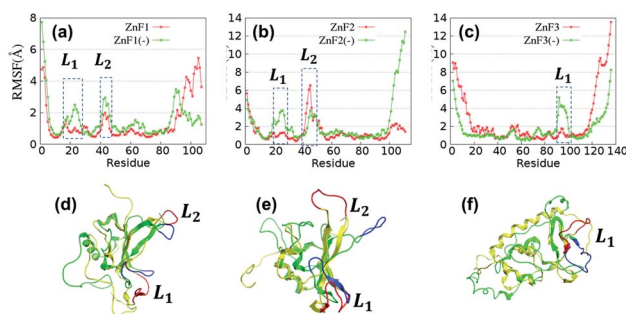 (a)
ZnF1
ZnF1(-)
L₁
L₂
RMSF(Å)
8
6
4
2
0
0 20 40 60 80 100
Residue
(b)
ZnF2
ZnF2(-)
L₁
L₂
14
12
10
8
6
4
2
0
0 20 40 60 80 100
Residue
(c)
ZnF3
ZnF3(-)
L₁
14
12
10
8
6
4
2
0
0 20 40 60 80 100 120 140
Residue
(d)
L₂
L₁
(e)
L₂
L₁
(f)
L₁